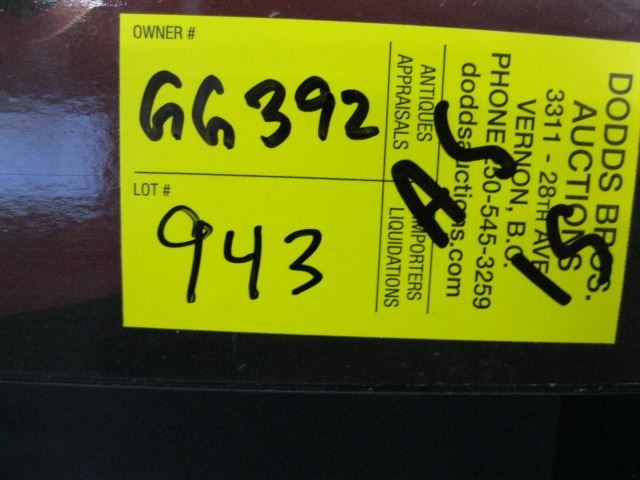 OWNER #
GG392
LOT #
943
DODDS BROS.
AUCTIONS
3311 - 28TH AVE
VERNON, B.C.
PHONE 250-545-3259
doddsauctions.com
ANTIQUES
APPRAISALS
IMPORTERS
LIQUIDATIONS
AS IS